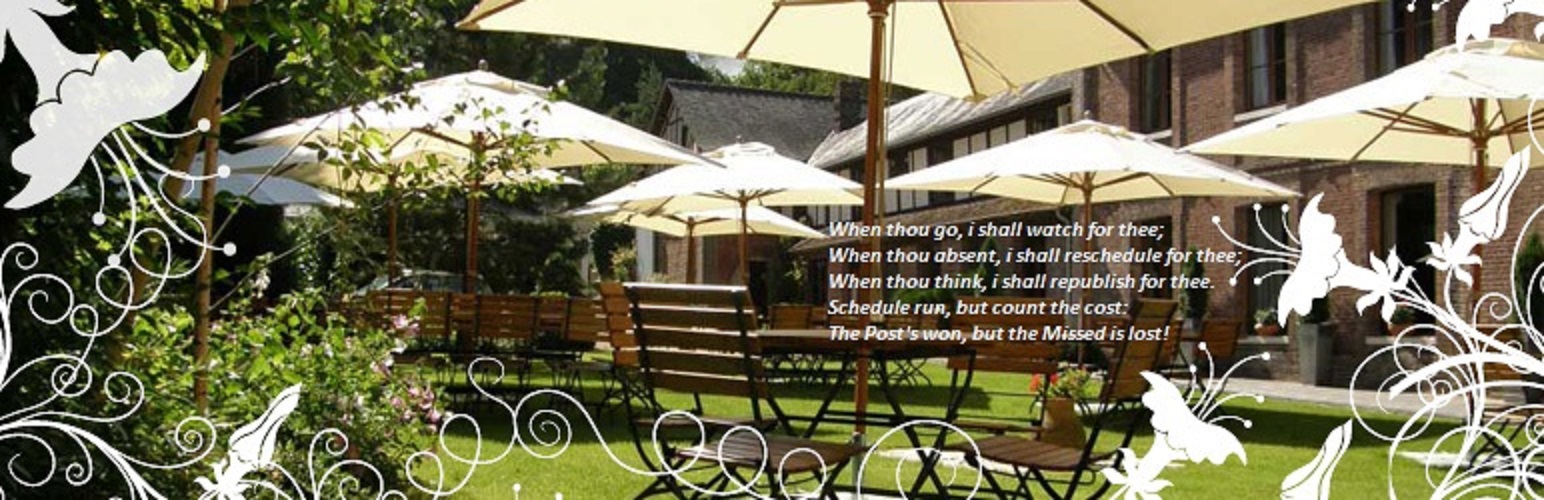 When thou go, i shall watch for thee;
When thou absent, i shall reschedule for thee;
When thou think, i shall republish for thee.
Schedule run, but count the cost:
The Post's won, but the Missed is lost!